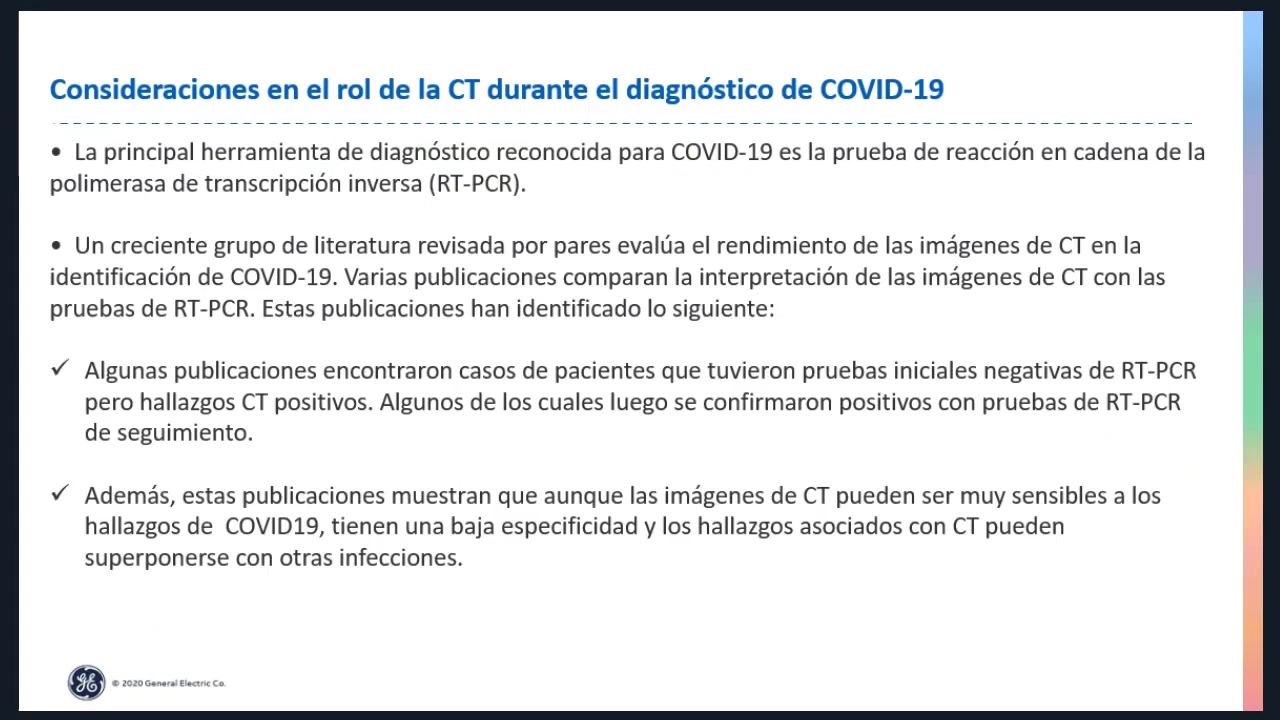 Consideraciones en el rol de la CT durante el diagnóstico de COVID-19
• La principal herramienta de diagnóstico reconocida para COVID-19 es la prueba de reacción en cadena de la
polimerasa de transcripción inversa (RT-PCR).
• Un creciente grupo de literatura revisada por pares evalúa el rendimiento de las imágenes de CT en la
identificación de COVID-19. Varias publicaciones comparan la interpretación de las imágenes de CT con las
pruebas de RT-PCR. Estas publicaciones han identificado lo siguiente:
✓ Algunas publicaciones encontraron casos de pacientes que tuvieron pruebas iniciales negativas de RT-PCR
pero hallazgos CT positivos. Algunos de los cuales luego se confirmaron positivos con pruebas de RT-PCR
de seguimiento.
✓ Además, estas publicaciones muestran que aunque las imágenes de CT pueden ser muy sensibles a los
hallazgos de  COVID19, tienen una baja especificidad y los hallazgos asociados con CT pueden
superponerse con otras infecciones.
GE © 2020 General Electric Co.